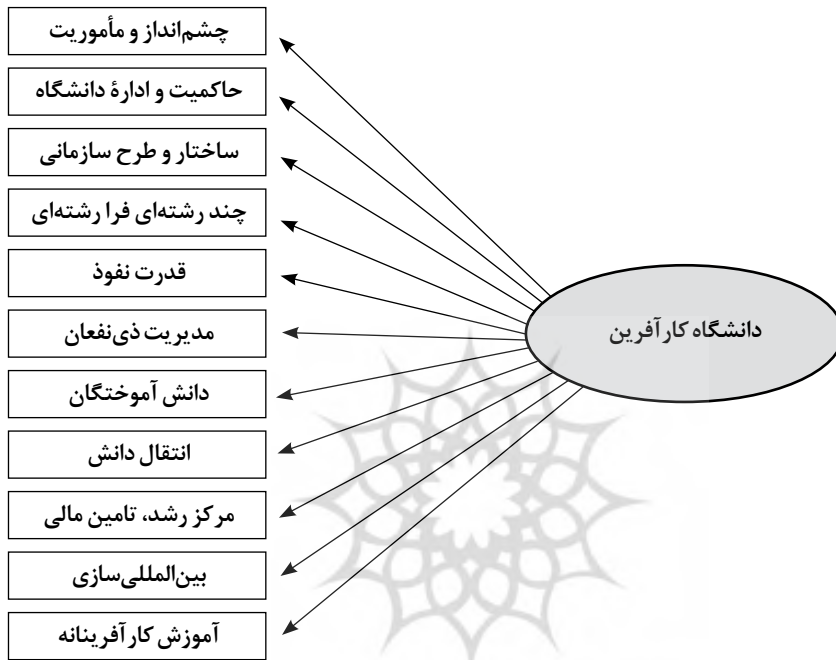 چشم‌انداز و مأموریت
حاکمیت و ادارۀ دانشگاه
ساختار و طرح سازمانی
چند رشته‌ای فرا رشته‌ای
قدرت نفوذ
مدیریت ذی‌نفعان
دانش آموختگان
انتقال دانش
مرکز رشد، تامین مالی
بین‌المللی‌سازی
آموزش کارآفرینانه
دانشگاه کارآفرین